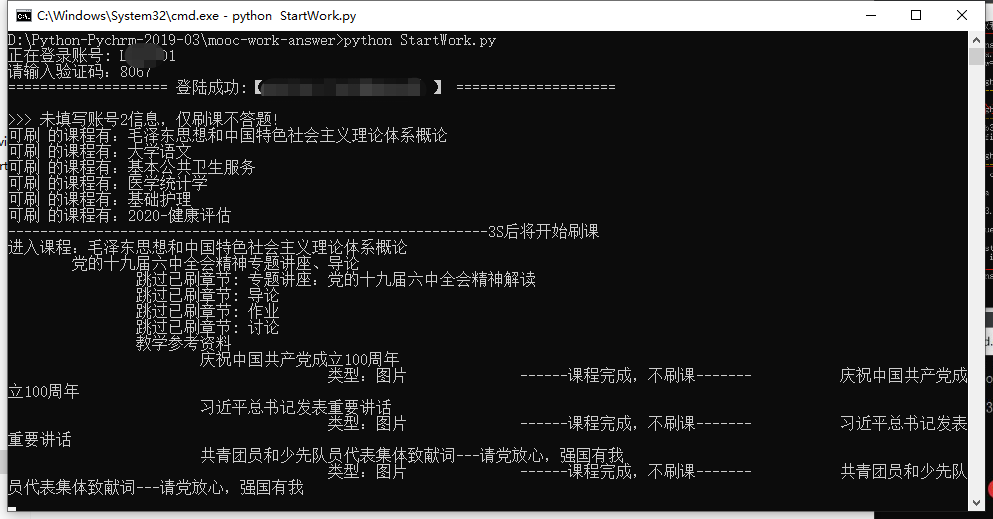 C:\Windows\System32\cmd.exe - python StartWork.py
D:\Python-Pychrm-2019-03\mooc-work-answer>python StartWork.py
正在登录账号: L 01
请输入验证码: 8067
==================== 登陆成功:【 】 ====================
>>> 未填写账号2信息, 仅刷课不答题!
可刷 的课程有: 毛泽东思想和中国特色社会主义理论体系概论
可刷 的课程有: 大学语文
可刷 的课程有: 基本公共卫生服务
可刷 的课程有: 医学统计学
可刷 的课程有: 基础护理
可刷 的课程有: 2020-健康评估
------------------------------------------------------------3S后将开始刷课
进入课程: 毛泽东思想和中国特色社会主义理论体系概论
党的十九届六中全会精神专题讲座、导论
跳过已刷章节: 专题讲座: 党的十九届六中全会精神解读
跳过已刷章节: 导论
跳过已刷章节: 作业
跳过已刷章节: 讨论
教学参考资料
庆祝中国共产党成立100周年
类型: 图片 ------课程完成, 不刷课------- 庆祝中国共产党成
立100周年
习近平总书记发表重要讲话
类型: 图片 ------课程完成, 不刷课------- 习近平总书记发表
重要讲话
共青团员和少先队员代表集体致献词---请党放心, 强国有我
类型: 图片 ------课程完成, 不刷课------- 共青团员和少先队
员代表集体致献词---请党放心, 强国有我